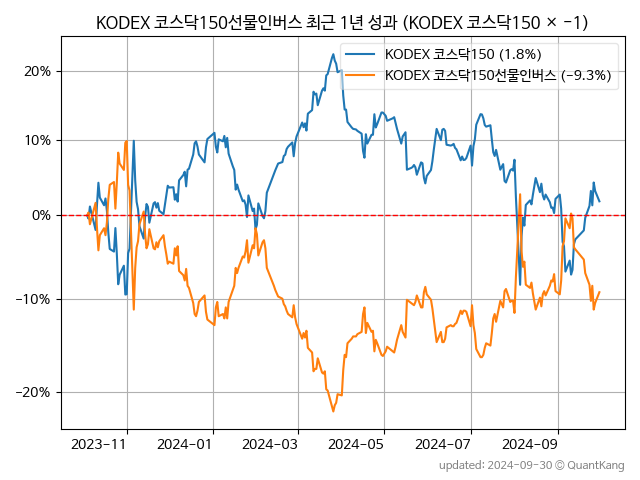 KODEX 코스닥150선물인버스 최근 1년 성과 (KODEX 코스닥150 × −1)
KODEX 코스닥150 (1.8%)
KODEX 코스닥150선물인버스 (−9.3%)
20%
10%
0%
−10%
−20%
2023-11 2024-01 2024-03 2024-05 2024-07 2024-09
updated: 2024-09-30 © QuantKang